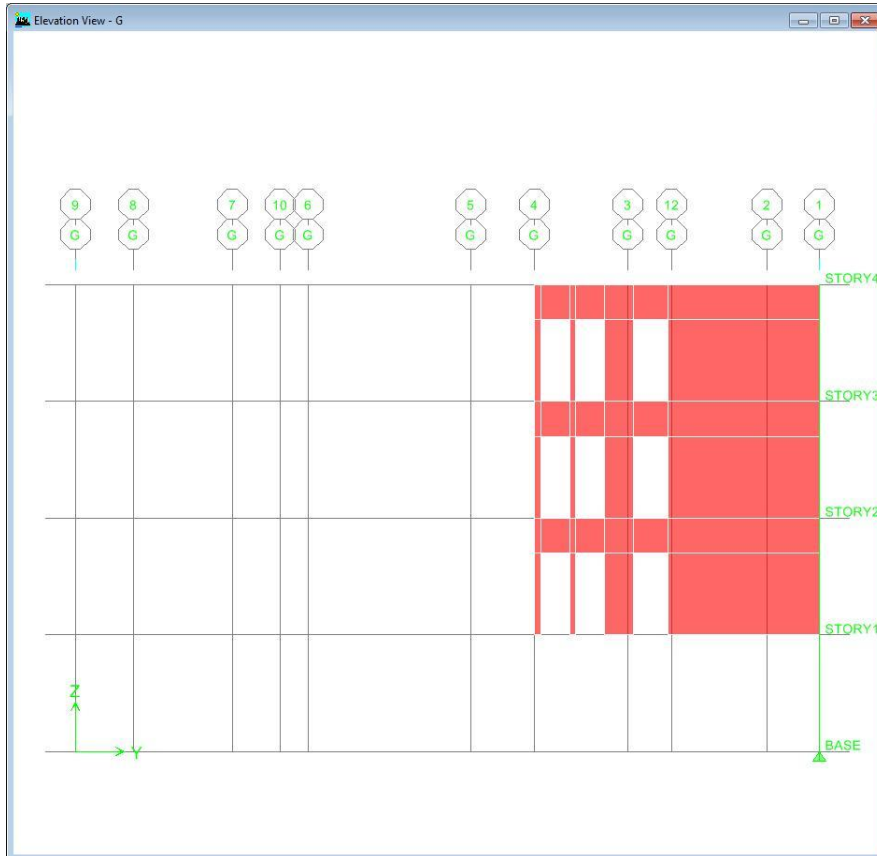 Elevation View - G
9 8 7 10 6 5 4 3 12 2 1
G G G G G G G G G G G
STORY4
STORY3
STORY2
STORY1
Z
Y
BASE